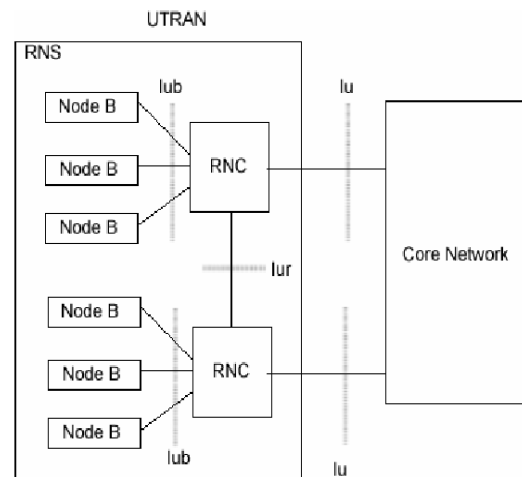 UTRAN
RNS
Iub
Iu
Node B
Node B
RNC
Node B
Core Network
Iur
Node B
Node B
RNC
Node B
Iub
Iu